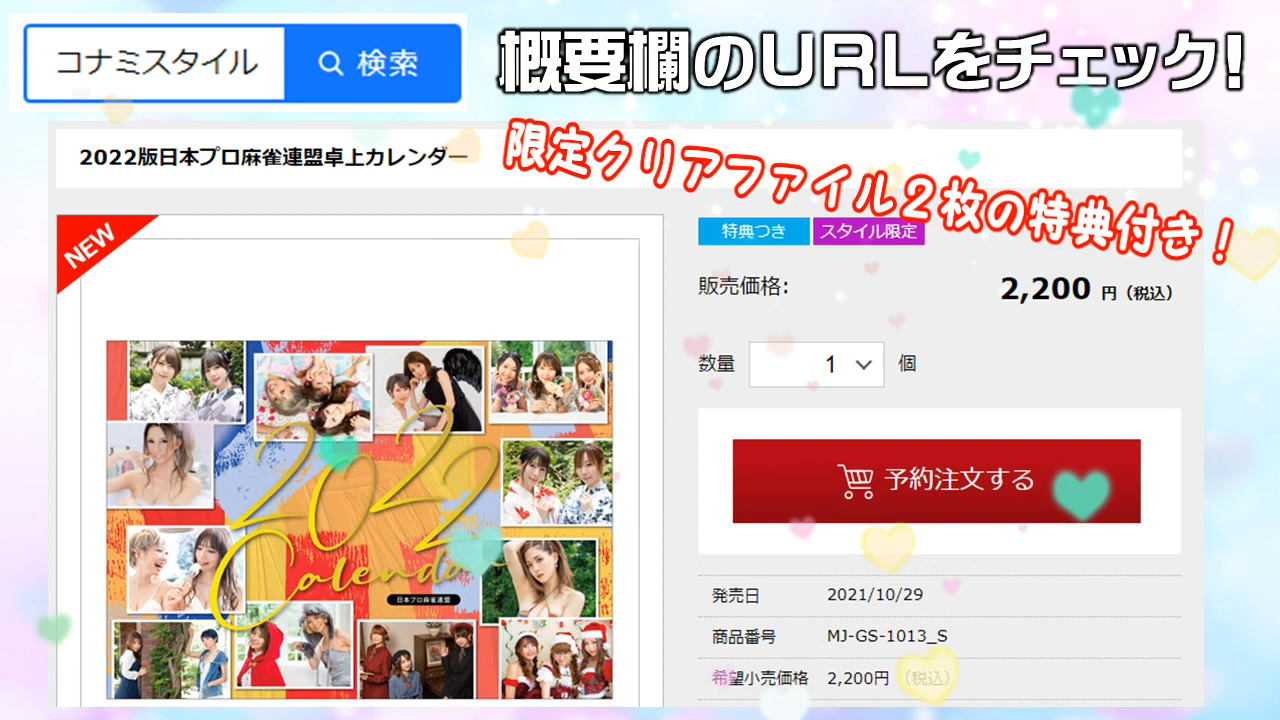 コナミスタイル
検索
概要欄のURLをチェック!
2022版日本プロ麻雀連盟卓上カレンダー
限定クリアファイル2枚の特典付き!
NEW
特典つき
スタイル限定
販売価格:
2,200 円（税込）
数量 1 個
2022
Calendar
日本プロ麻雀連盟
予約注文する
発売日 2021/10/29
商品番号 MJ-GS-1013_S
希望小売価格 2,200円（税込）